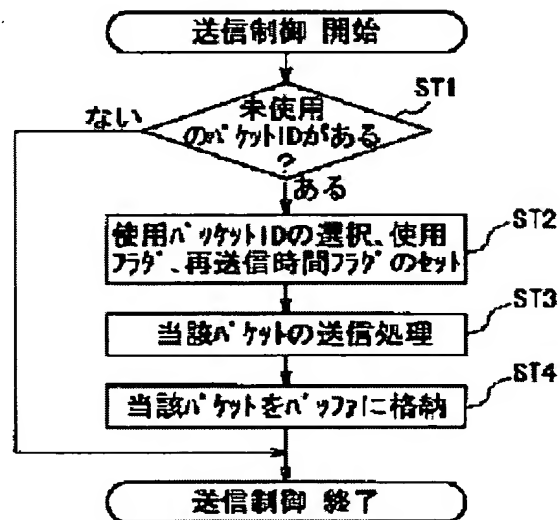 送信制御 開始
ST1
未使用
のパケットIDがある
?
ない
ある
ST2
使用パッケットIDの選択、使用
フラグ、再送信時間フラグのセット
ST3
当該パケットの送信処理
ST4
当該パケットをバッファに格納
送信制御 終了